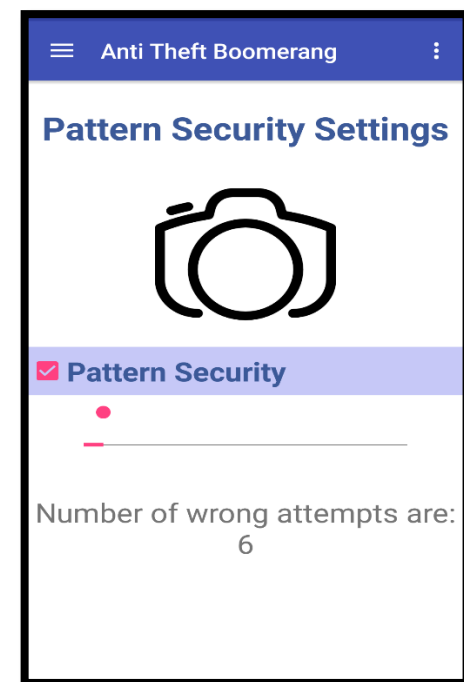 Anti Theft Boomerang
Pattern Security Settings
Pattern Security
Number of wrong attempts are:
6